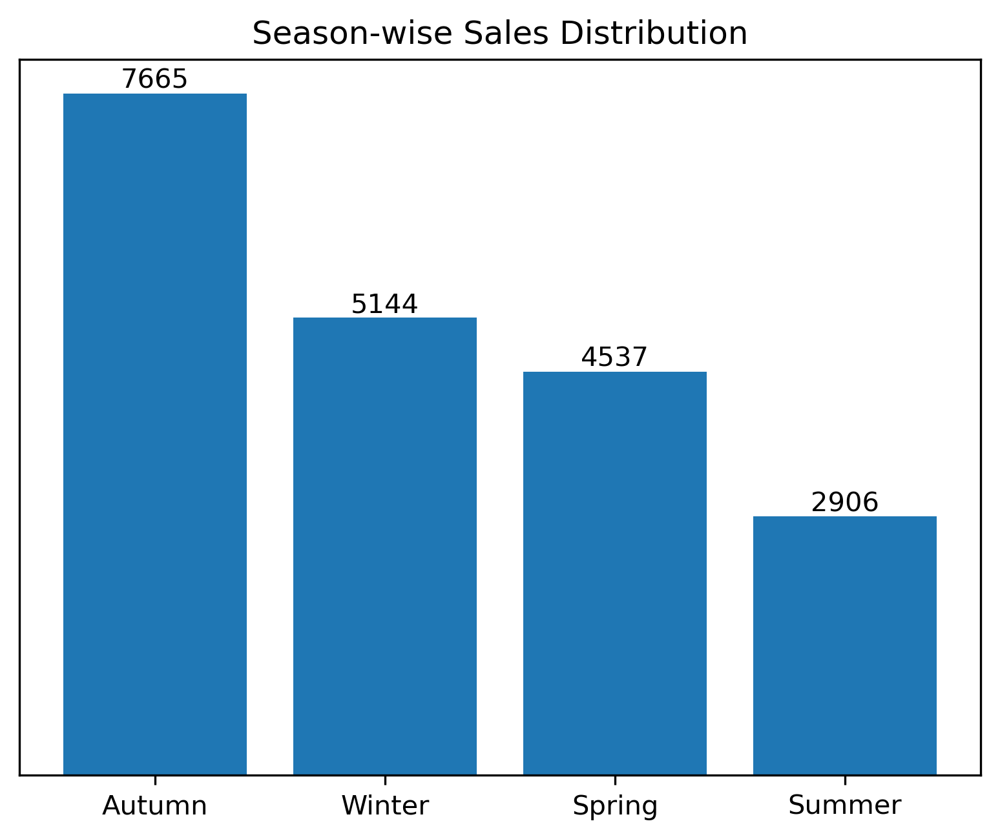 Season-wise Sales Distribution
7665
5144
4537
2906
Autumn Winter Spring Summer